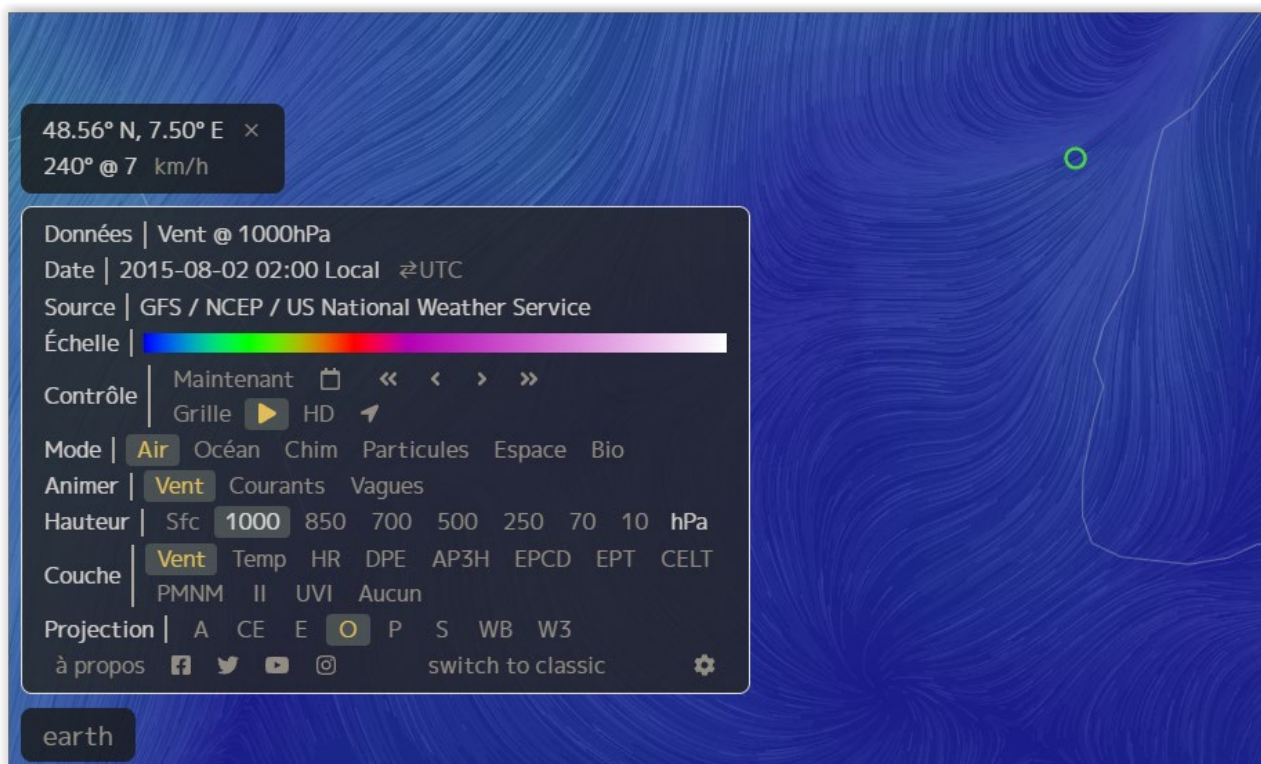 48.56° N, 7.50° E ×
240° @ 7 km/h
Données | Vent @ 1000hPa
Date | 2015-08-02 02:00 Local ⇄UTC
Source | GFS / NCEP / US National Weather Service
Échelle |
Contrôle | Maintenant « ‹ › »
Grille HD
Mode | Air Océan Chim Particules Espace Bio
Animer | Vent Courants Vagues
Hauteur | Sfc 1000 850 700 500 250 70 10 hPa
Couche | Vent Temp HR DPE AP3H EPCD EPT CELT
PMNM II UVI Aucun
Projection | A CE E O P S WB W3
à propos switch to classic
earth